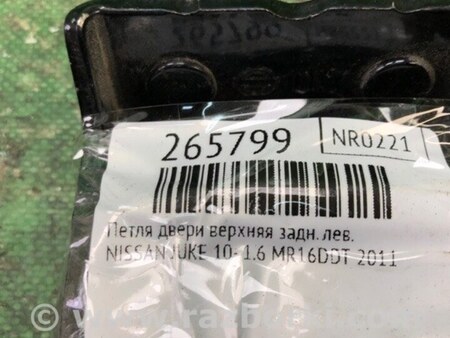 265799
NR0221
Петля двери верхняя задн. лев.
NISSAN JUKE 10- 1.6 MR16DDT 2011